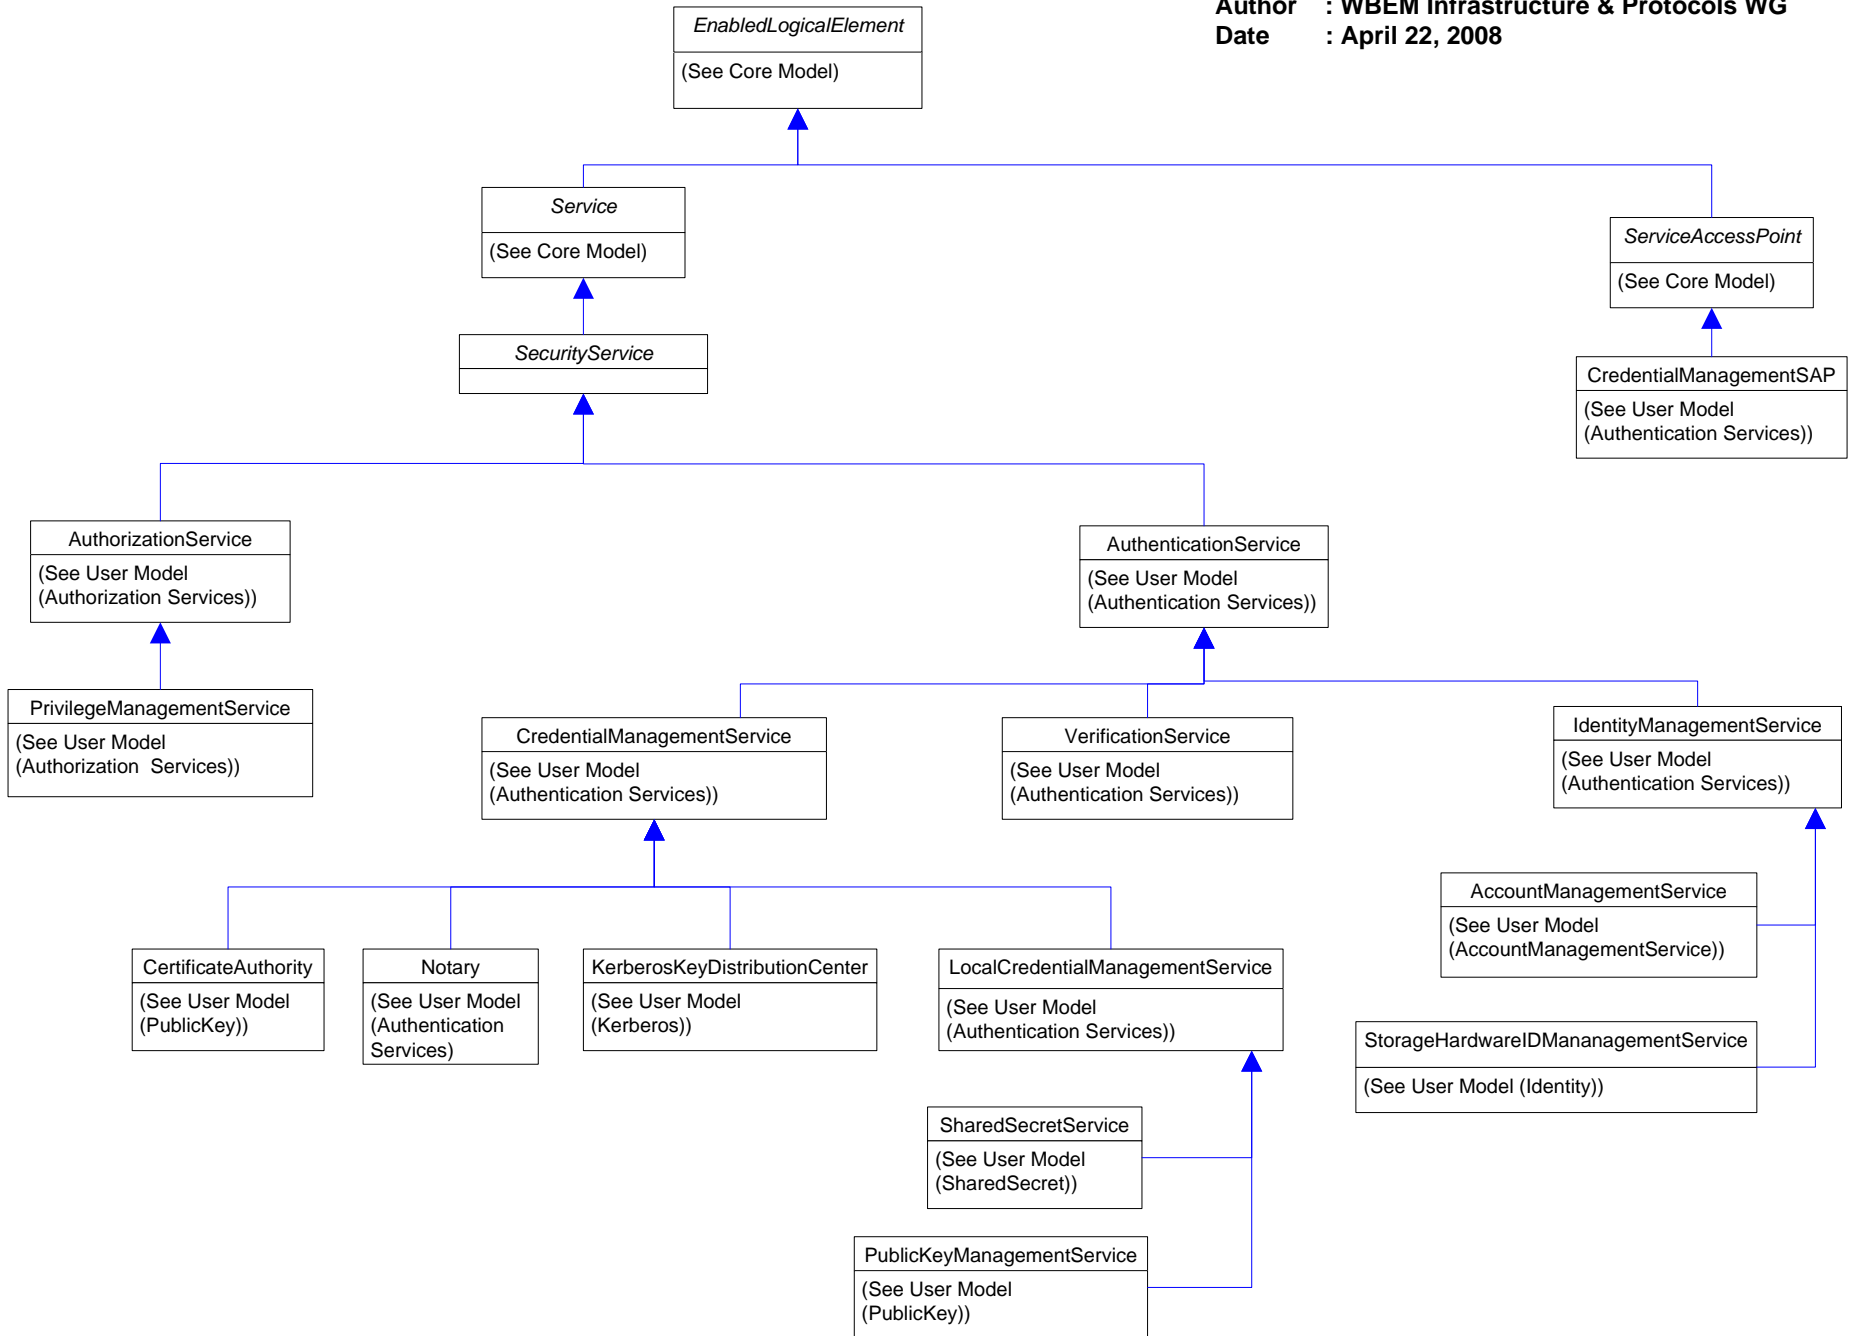 Author : WBEM Infrastructure & Protocols WG
Date : April 22, 2008
EnabledLogicalElement
(See Core Model)
Service
(See Core Model)
ServiceAccessPoint
(See Core Model)
SecurityService
CredentialManagementSAP
(See User Model
(Authentication Services))
AuthorizationService
(See User Model
(Authorization Services))
AuthenticationService
(See User Model
(Authentication Services))
PrivilegeManagementService
(See User Model
(Authorization Services))
CredentialManagementService
(See User Model
(Authentication Services))
VerificationService
(See User Model
(Authentication Services))
IdentityManagementService
(See User Model
(Authentication Services))
AccountManagementService
(See User Model
(AccountManagementService))
CertificateAuthority
(See User Model
(PublicKey))
Notary
(See User Model
(Authentication
Services)
KerberosKeyDistributionCenter
(See User Model
(Kerberos))
LocalCredentialManagementService
(See User Model
(Authentication Services))
StorageHardwareIDMananagementService
(See User Model (Identity))
SharedSecretService
(See User Model
(SharedSecret))
PublicKeyManagementService
(See User Model
(PublicKey))